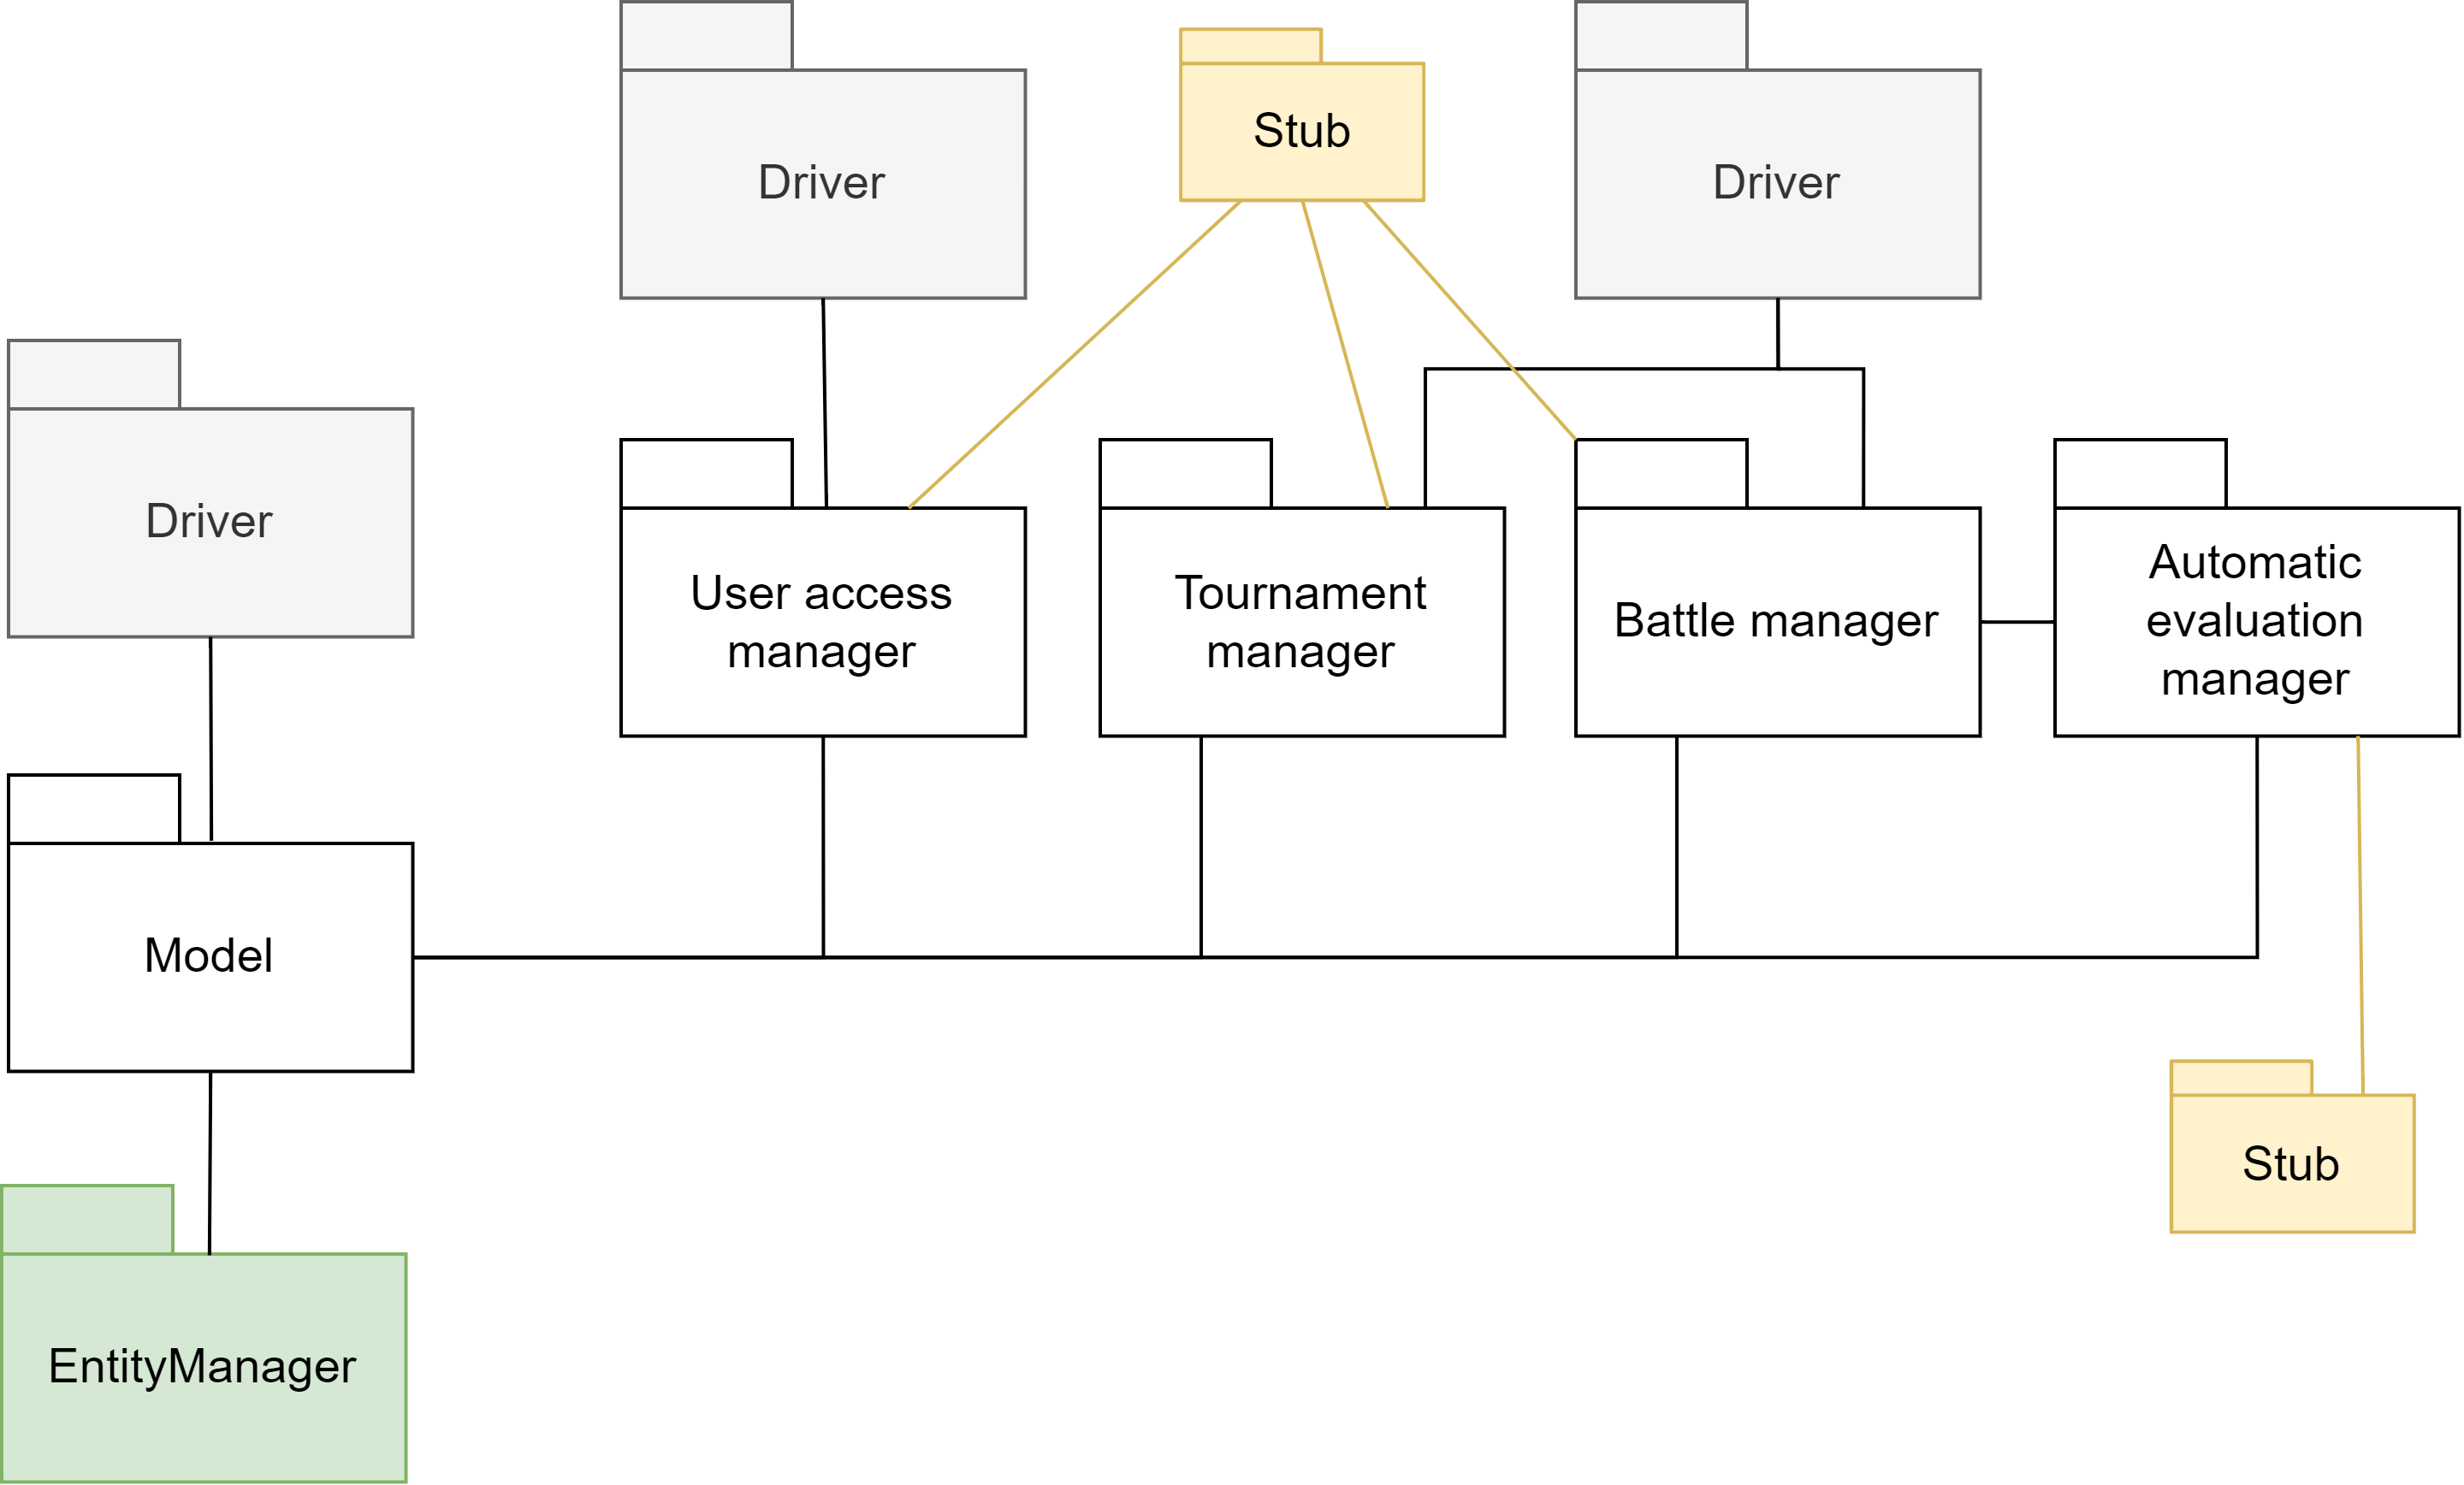 Driver
Stub
Driver
Driver
User access
manager
Tournament
manager
Battle manager
Automatic
evaluation
manager
Model
Stub
EntityManager